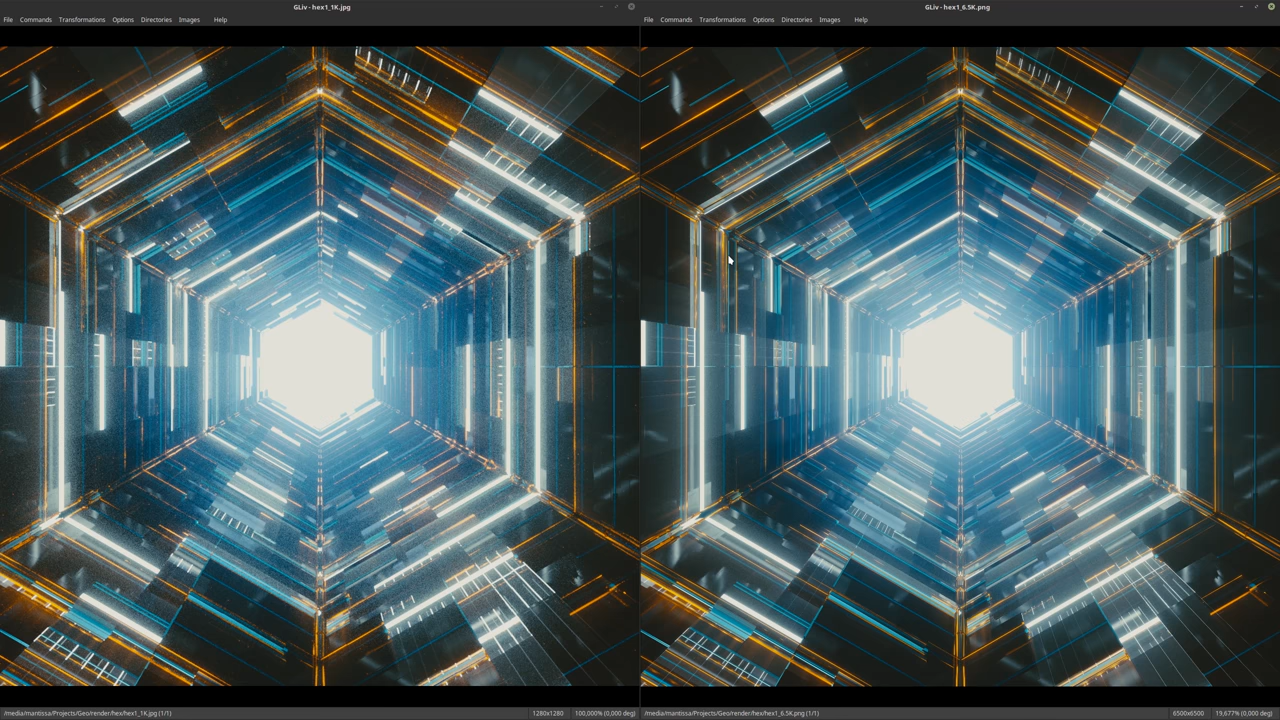 GLiv - hex1_1K.jpg
File Commands Transformations Options Directories Images Help
/media/mantissa/Projects/Geo/render/hex/hex1_1K.jpg (1/1) 1280x1280 100,000% (0,000 deg)
GLiv - hex1_6.5K.png
File Commands Transformations Options Directories Images Help
/media/mantissa/Projects/Geo/render/hex/hex1_6.5K.png (1/1) 6500x6500 19,677% (0,000 deg)